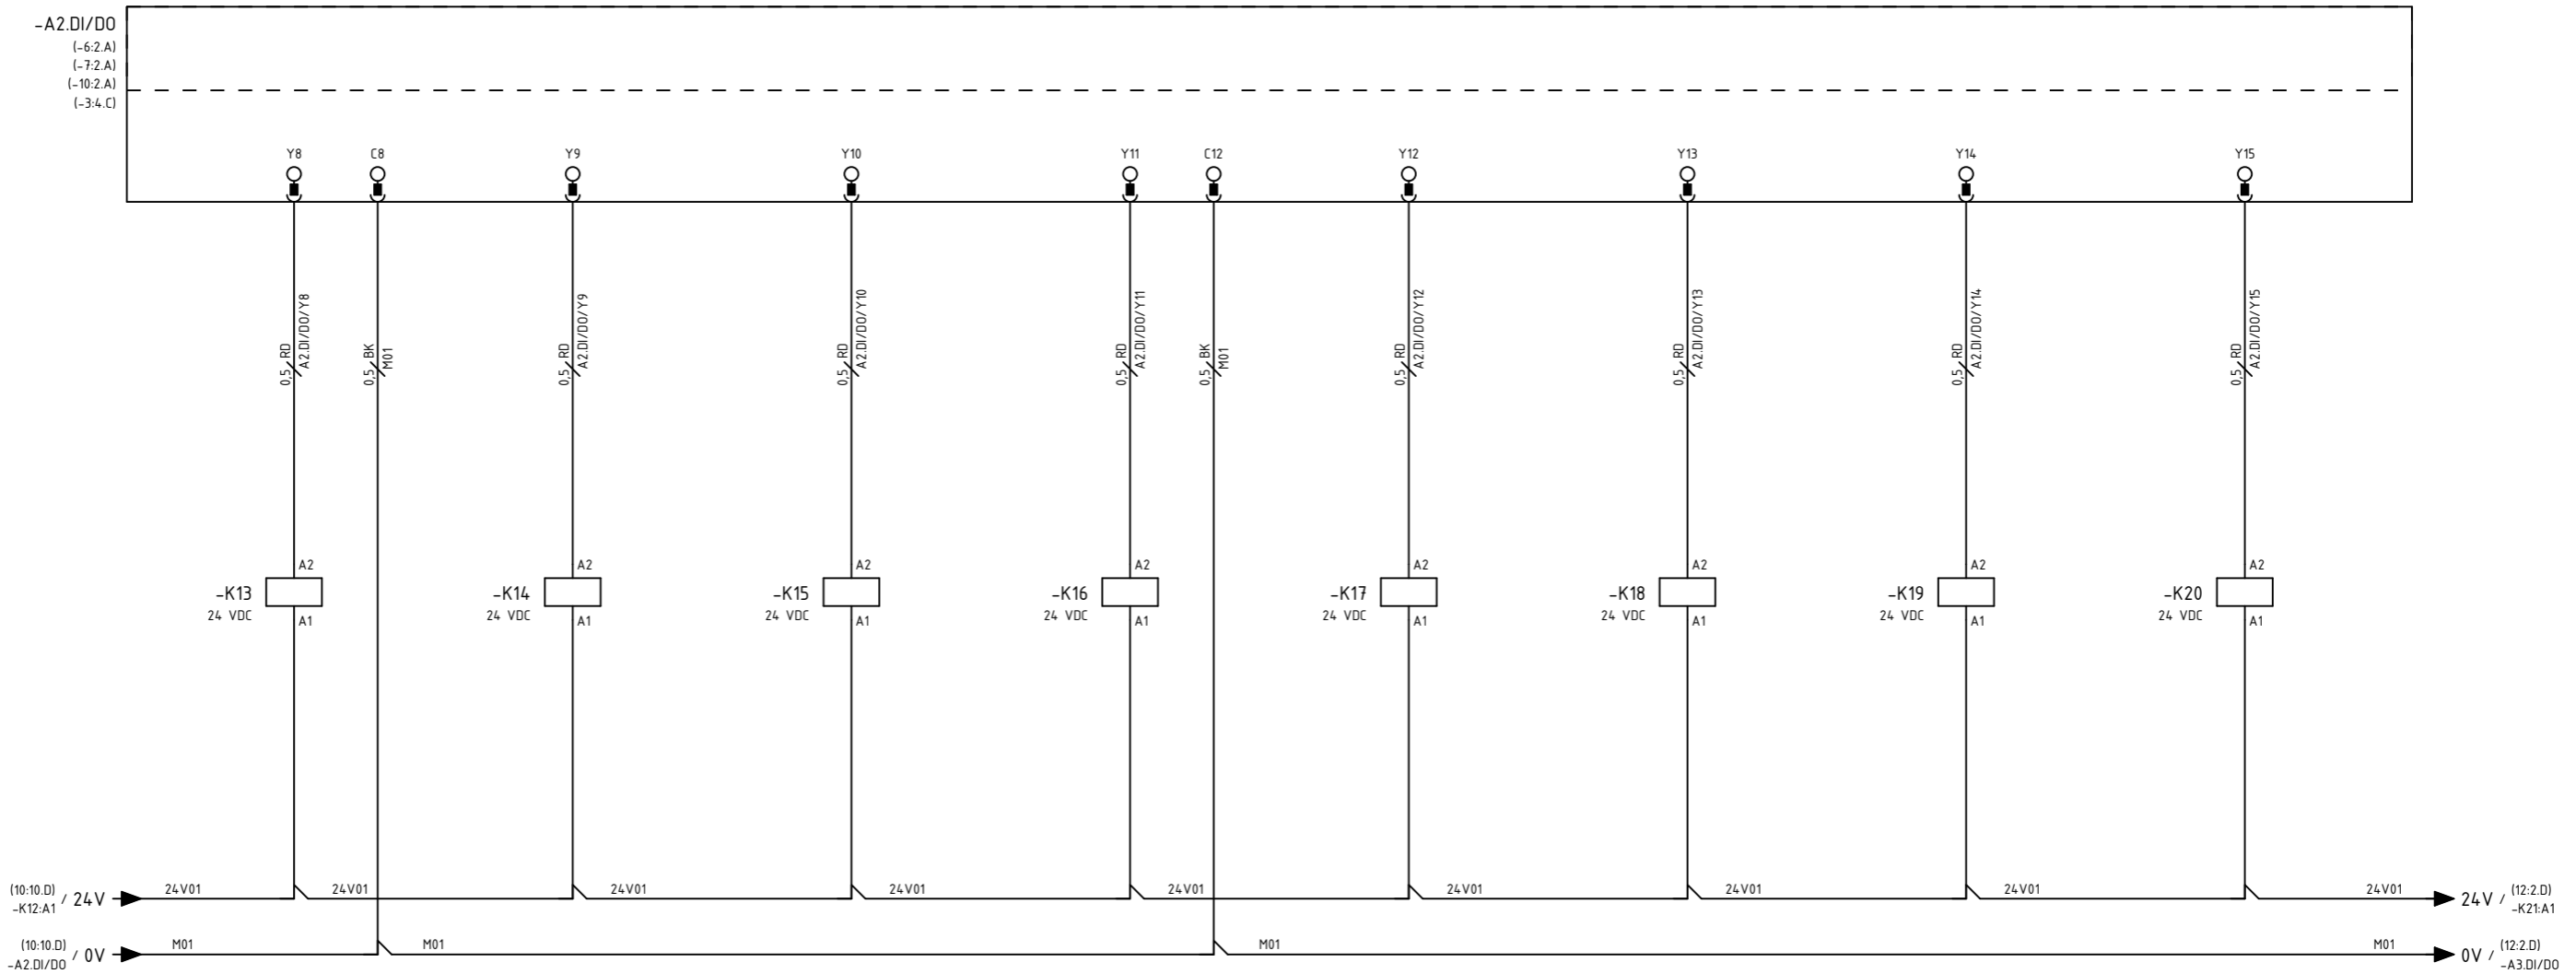 -A2.DI/DO
(-6:2.A)
(-7:2.A)
(-10:2.A)
(-3:4.C)
Y8 C8 Y9 Y10 Y11 C12 Y12 Y13 Y14 Y15
0,5 RD
A2.DI/DO/Y8
0,5 BK
M01
0,5 RD
A2.DI/DO/Y9
0,5 RD
A2.DI/DO/Y10
0,5 RD
A2.DI/DO/Y11
0,5 BK
M01
0,5 RD
A2.DI/DO/Y12
0,5 RD
A2.DI/DO/Y13
0,5 RD
A2.DI/DO/Y14
0,5 RD
A2.DI/DO/Y15
A2 A2 A2 A2 A2 A2 A2 A2
-K13 -K14 -K15 -K16 -K17 -K18 -K19 -K20
24 VDC 24 VDC 24 VDC 24 VDC 24 VDC 24 VDC 24 VDC 24 VDC
A1 A1 A1 A1 A1 A1 A1 A1
(10:10.D)
-K12:A1
/ 24V
24V01 24V01 24V01 24V01 24V01 24V01 24V01 24V01 24V01
24V /
(12:2.D)
-K21:A1
(10:10.D)
-A2.DI/DO
/ 0V
M01 M01 M01 M01
0V /
(12:2.D)
-A3.DI/DO